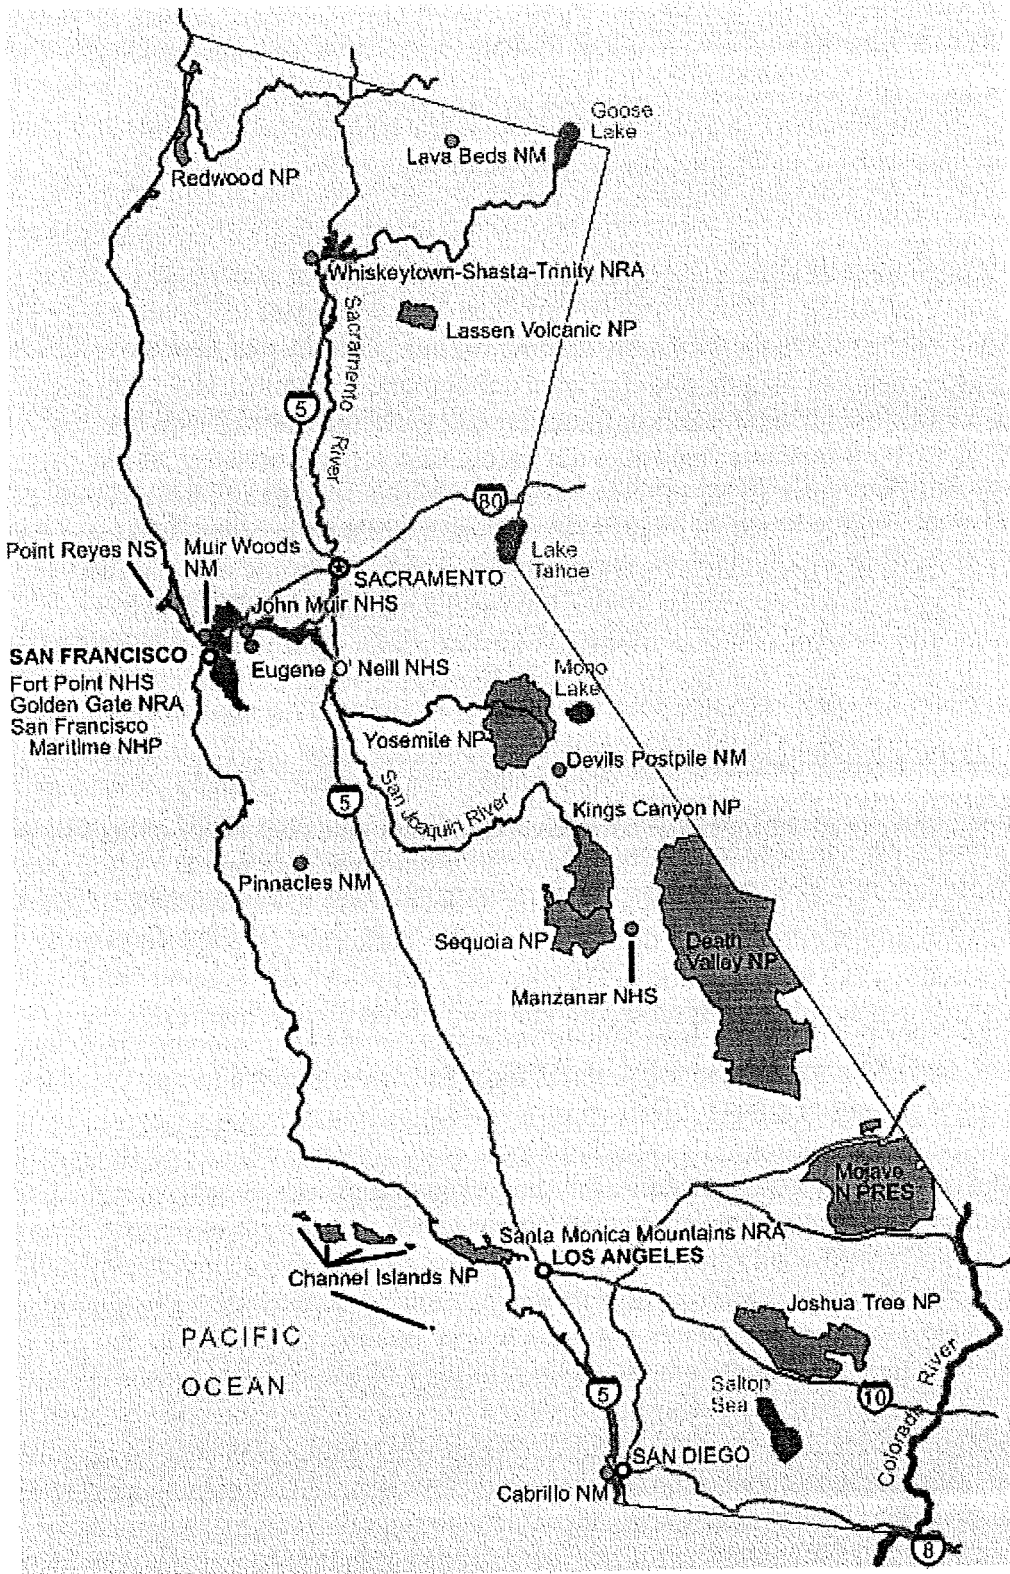 Goose
Lake
Lava Beds NM
Redwood NP
Whiskeytown-Shasta-Trinity NRA
Sacramento River
Lassen Volcanic NP
5
80
Point Reyes NS
Muir Woods
NM
Lake
Tahoe
SACRAMENTO
John Muir NHS
SAN FRANCISCO
Eugene O' Neill NHS
Fort Point NHS
Golden Gate NRA
San Francisco
Maritime NHP
Mono
Lake
Yosemite NP
Devils Postpile NM
San Joaquin River
5
Kings Canyon NP
Pinnacles NM
Sequoia NP
Death
Valley NP
Manzanar NHS
Mojave
N PRES
Santa Monica Mountains NRA
LOS ANGELES
Channel Islands NP
Joshua Tree NP
PACIFIC
OCEAN
5
Salton
Sea
10
Colorado River
SAN DIEGO
Cabrillo NM
8